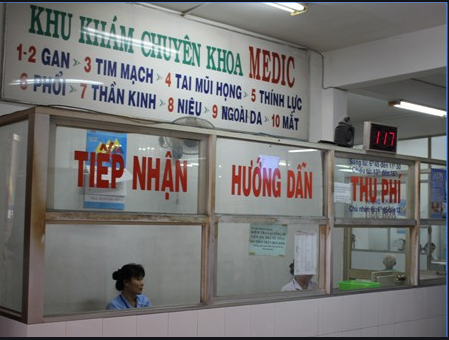 KHU KHÁM CHUYÊN KHOA MEDIC
1-2 GAN 3 TIM MẠCH 4 TAI MŨI HỌNG 5 THÍNH LỰC
6 PHỔI 7 THẦN KINH 8 NIỆU 9 NGOÀI DA 10 MẮT
117
TIẾP NHẬN
HƯỚNG DẪN
THU PHÍ